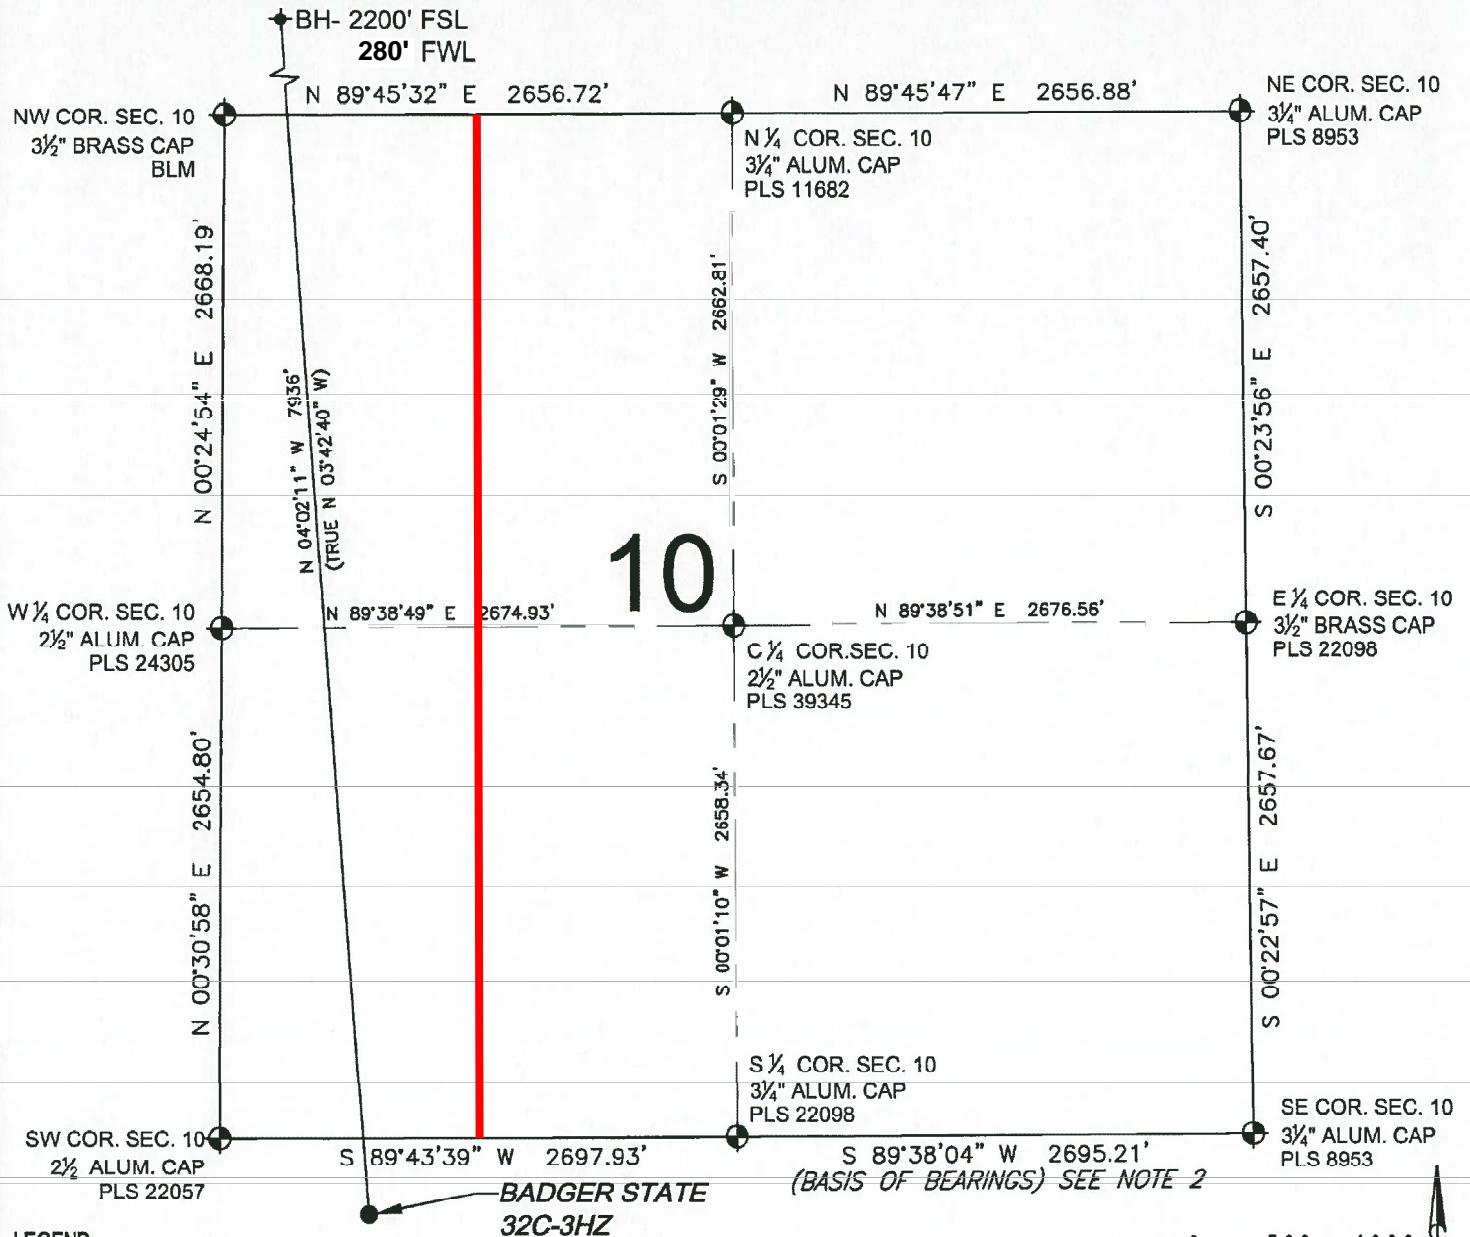 BH- 2200' FSL
280' FWL
N 89°45'32" E 2656.72'
N 89°45'47" E 2656.88'
NW COR. SEC. 10
3½" BRASS CAP
BLM
N ¼ COR. SEC. 10
3¼" ALUM. CAP
PLS 11682
NE COR. SEC. 10
3¼" ALUM. CAP
PLS 8953
N 00°24'54" E 2668.19'
N 04°02'11" W 7936'
(TRUE N 03°42'40" W)
S 00°01'29" W 2662.81'
S 00°23'56" E 2657.40'
10
W ¼ COR. SEC. 10
2½" ALUM. CAP
PLS 24305
N 89°38'49" E 2674.93'
N 89°38'51" E 2676.56'
C ¼ COR.SEC. 10
2½" ALUM. CAP
PLS 39345
E ¼ COR. SEC. 10
3½" BRASS CAP
PLS 22098
N 00°30'58" E 2654.80'
S 00°01'10" W 2658.34'
S 00°22'57" E 2657.67'
SW COR. SEC. 10
2½ ALUM. CAP
PLS 22057
S ¼ COR. SEC. 10
3¼" ALUM. CAP
PLS 22098
SE COR. SEC. 10
3¼" ALUM. CAP
PLS 8953
S 89°43'39" W 2697.93'
S 89°38'04" W 2695.21'
(BASIS OF BEARINGS) SEE NOTE 2
BADGER STATE
32C-3HZ